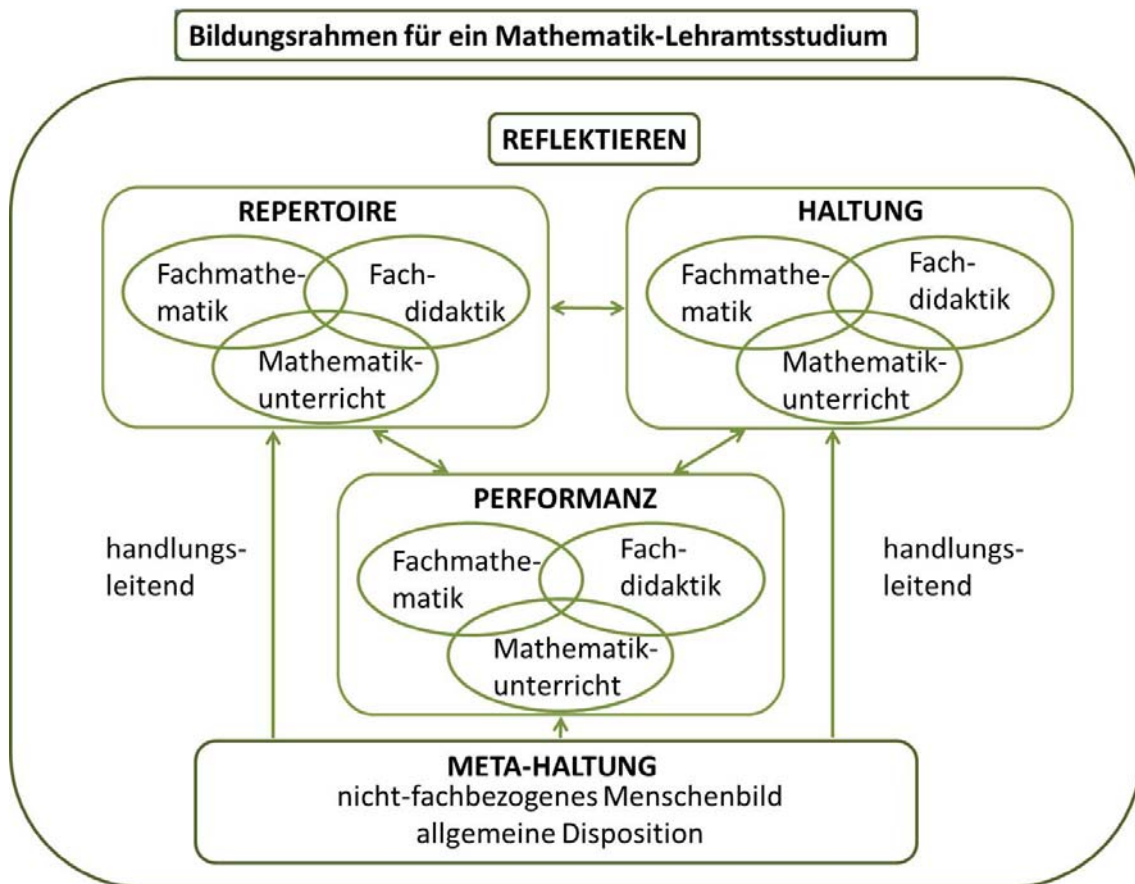 Bildungsrahmen für ein Mathematik-Lehramtsstudium
REFLEKTIEREN
REPERTOIRE
Fachmathe-
matik
Fach-
didaktik
Mathematik-
unterricht
HALTUNG
Fachmathe-
matik
Fach-
didaktik
Mathematik-
unterricht
PERFORMANZ
Fachmathe-
matik
Fach-
didaktik
Mathematik-
unterricht
handlungs-
leitend
handlungs-
leitend
META-HALTUNG
nicht-fachbezogenes Menschenbild
allgemeine Disposition